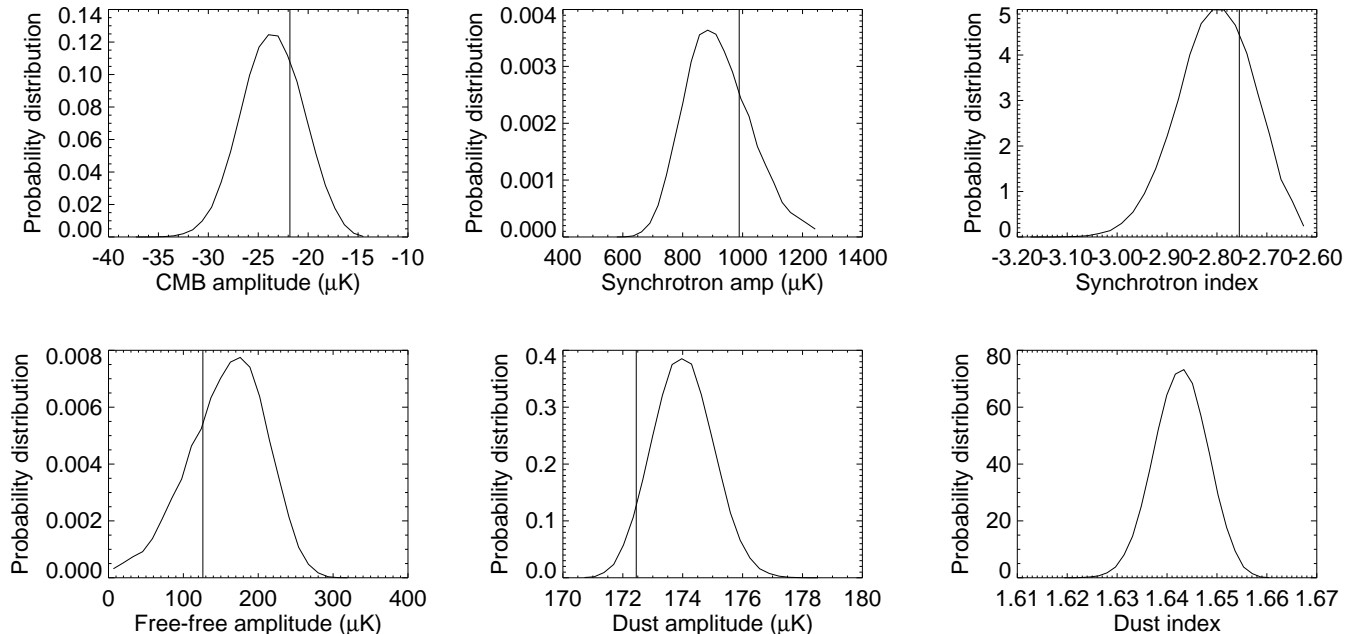 Probability distribution
0.14
0.12
0.10
0.08
0.06
0.04
0.02
0.00
-40 -35 -30 -25 -20 -15 -10
CMB amplitude (μK)
Probability distribution
0.004
0.003
0.002
0.001
0.000
400 600 800 1000 1200 1400
Synchrotron amp (μK)
Probability distribution
5
4
3
2
1
0
-3.20 -3.10 -3.00 -2.90 -2.80 -2.70 -2.60
Synchrotron index
Probability distribution
0.008
0.006
0.004
0.002
0.000
0 100 200 300 400
Free-free amplitude (μK)
Probability distribution
0.4
0.3
0.2
0.1
0.0
170 172 174 176 178 180
Dust amplitude (μK)
Probability distribution
80
60
40
20
0
1.61 1.62 1.63 1.64 1.65 1.66 1.67
Dust index